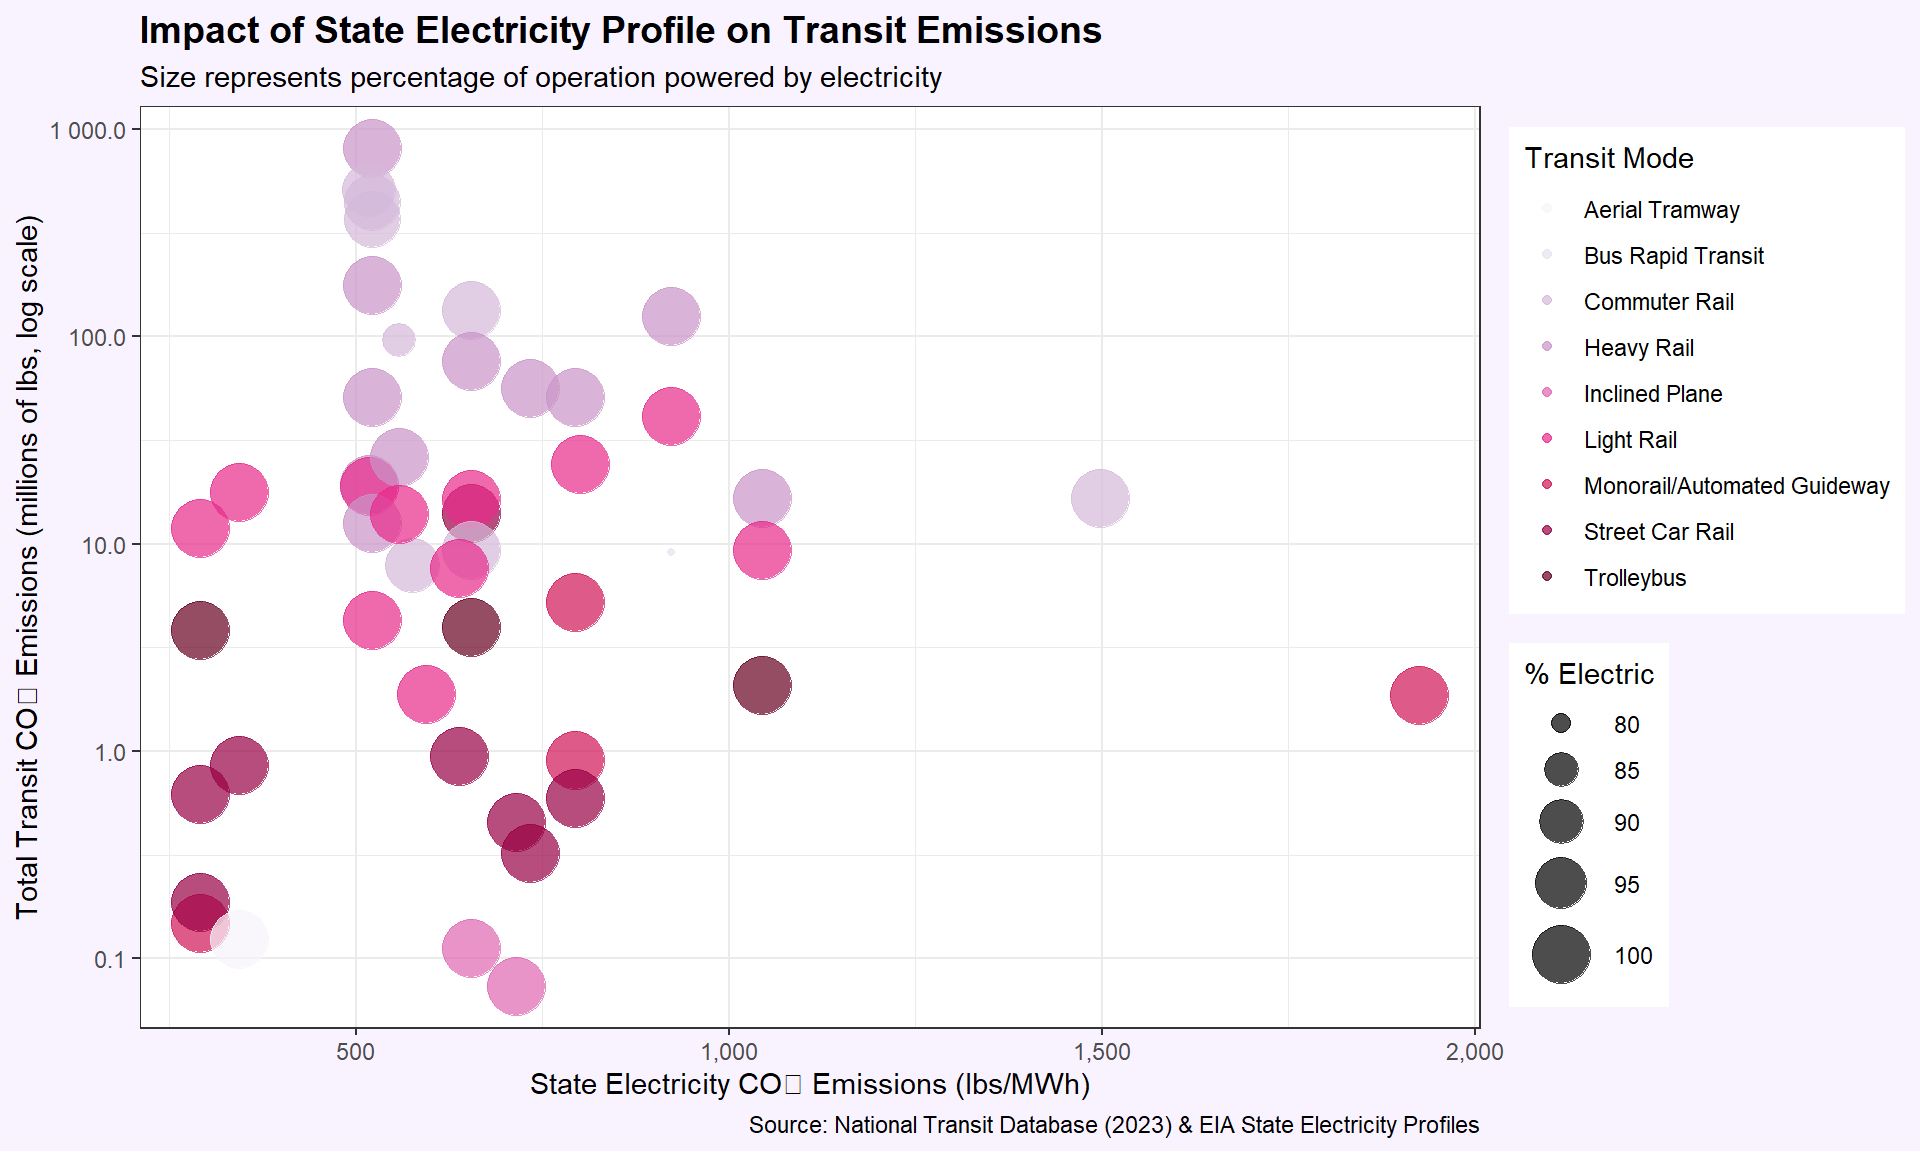 Impact of State Electricity Profile on Transit Emissions
Size represents percentage of operation powered by electricity
Total Transit CO□ Emissions (millions of lbs, log scale)
1 000.0
100.0
10.0
1.0
0.1
500
1,000
1,500
2,000
State Electricity CO□ Emissions (lbs/MWh)
Source: National Transit Database (2023) & EIA State Electricity Profiles
Transit Mode
Aerial Tramway
Bus Rapid Transit
Commuter Rail
Heavy Rail
Inclined Plane
Light Rail
Monorail/Automated Guideway
Street Car Rail
Trolleybus
% Electric
80
85
90
95
100